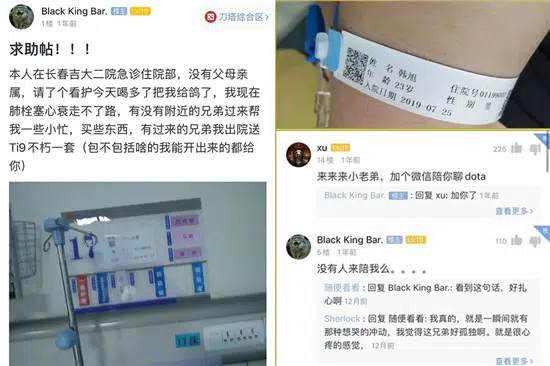 Black King Bar. 楼主 Lv.10
1楼 1年前
刀塔综合区
求助帖！！！
本人在长春吉大二院急诊住院部，没有父母亲
属，请了个看护今天喝多了把我给鸽了，我现在
肺栓塞心衰走不了路，有没有附近的兄弟过来帮
我一些小忙，买些东西，有过来的兄弟我出院送
Ti9不朽一套（包不包括啥的我能开出来的都给
你）
17
17床
姓名 韩旭
年龄 23岁
入院日期 2019-07-25
住院号
性别
xu
14楼 1年前
225
来来来小老弟，加个微信陪你聊dota
Black King Bar. 楼主：回复 xu: 加你了 1年前
查看更多>
Black King Bar. 楼主 Lv.10
5楼 1年前
110
没有人来陪我么。。。。
随便看看：回复 Black King Bar.: 看到这句话，好扎
心啊 12月前
Sherlock：回复 随便看看: 我真的，就是一瞬间就有
那种想哭的冲动，我觉得这兄弟好孤独啊。就是很心
疼的感觉， 12月前
查看更多>